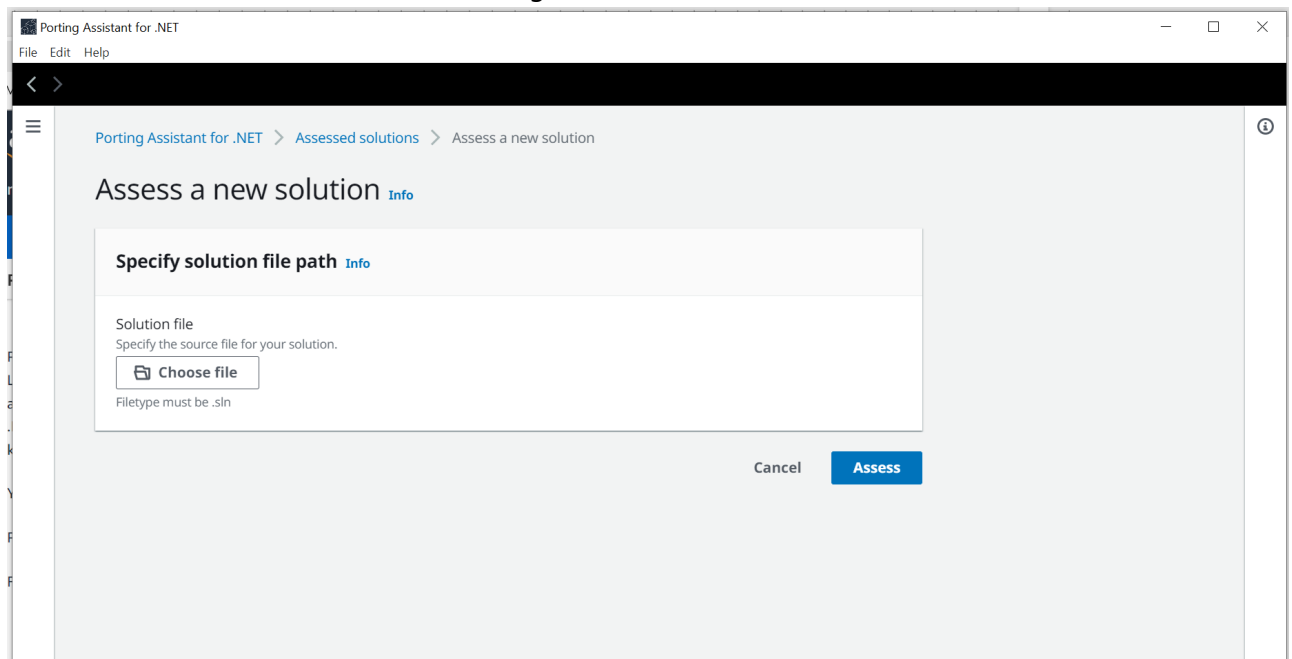 Porting Assistant for .NET
File Edit Help
Porting Assistant for .NET > Assessed solutions > Assess a new solution
Assess a new solution Info
Specify solution file path Info
Solution file
Specify the source file for your solution.
Choose file
Filetype must be .sln
Cancel Assess